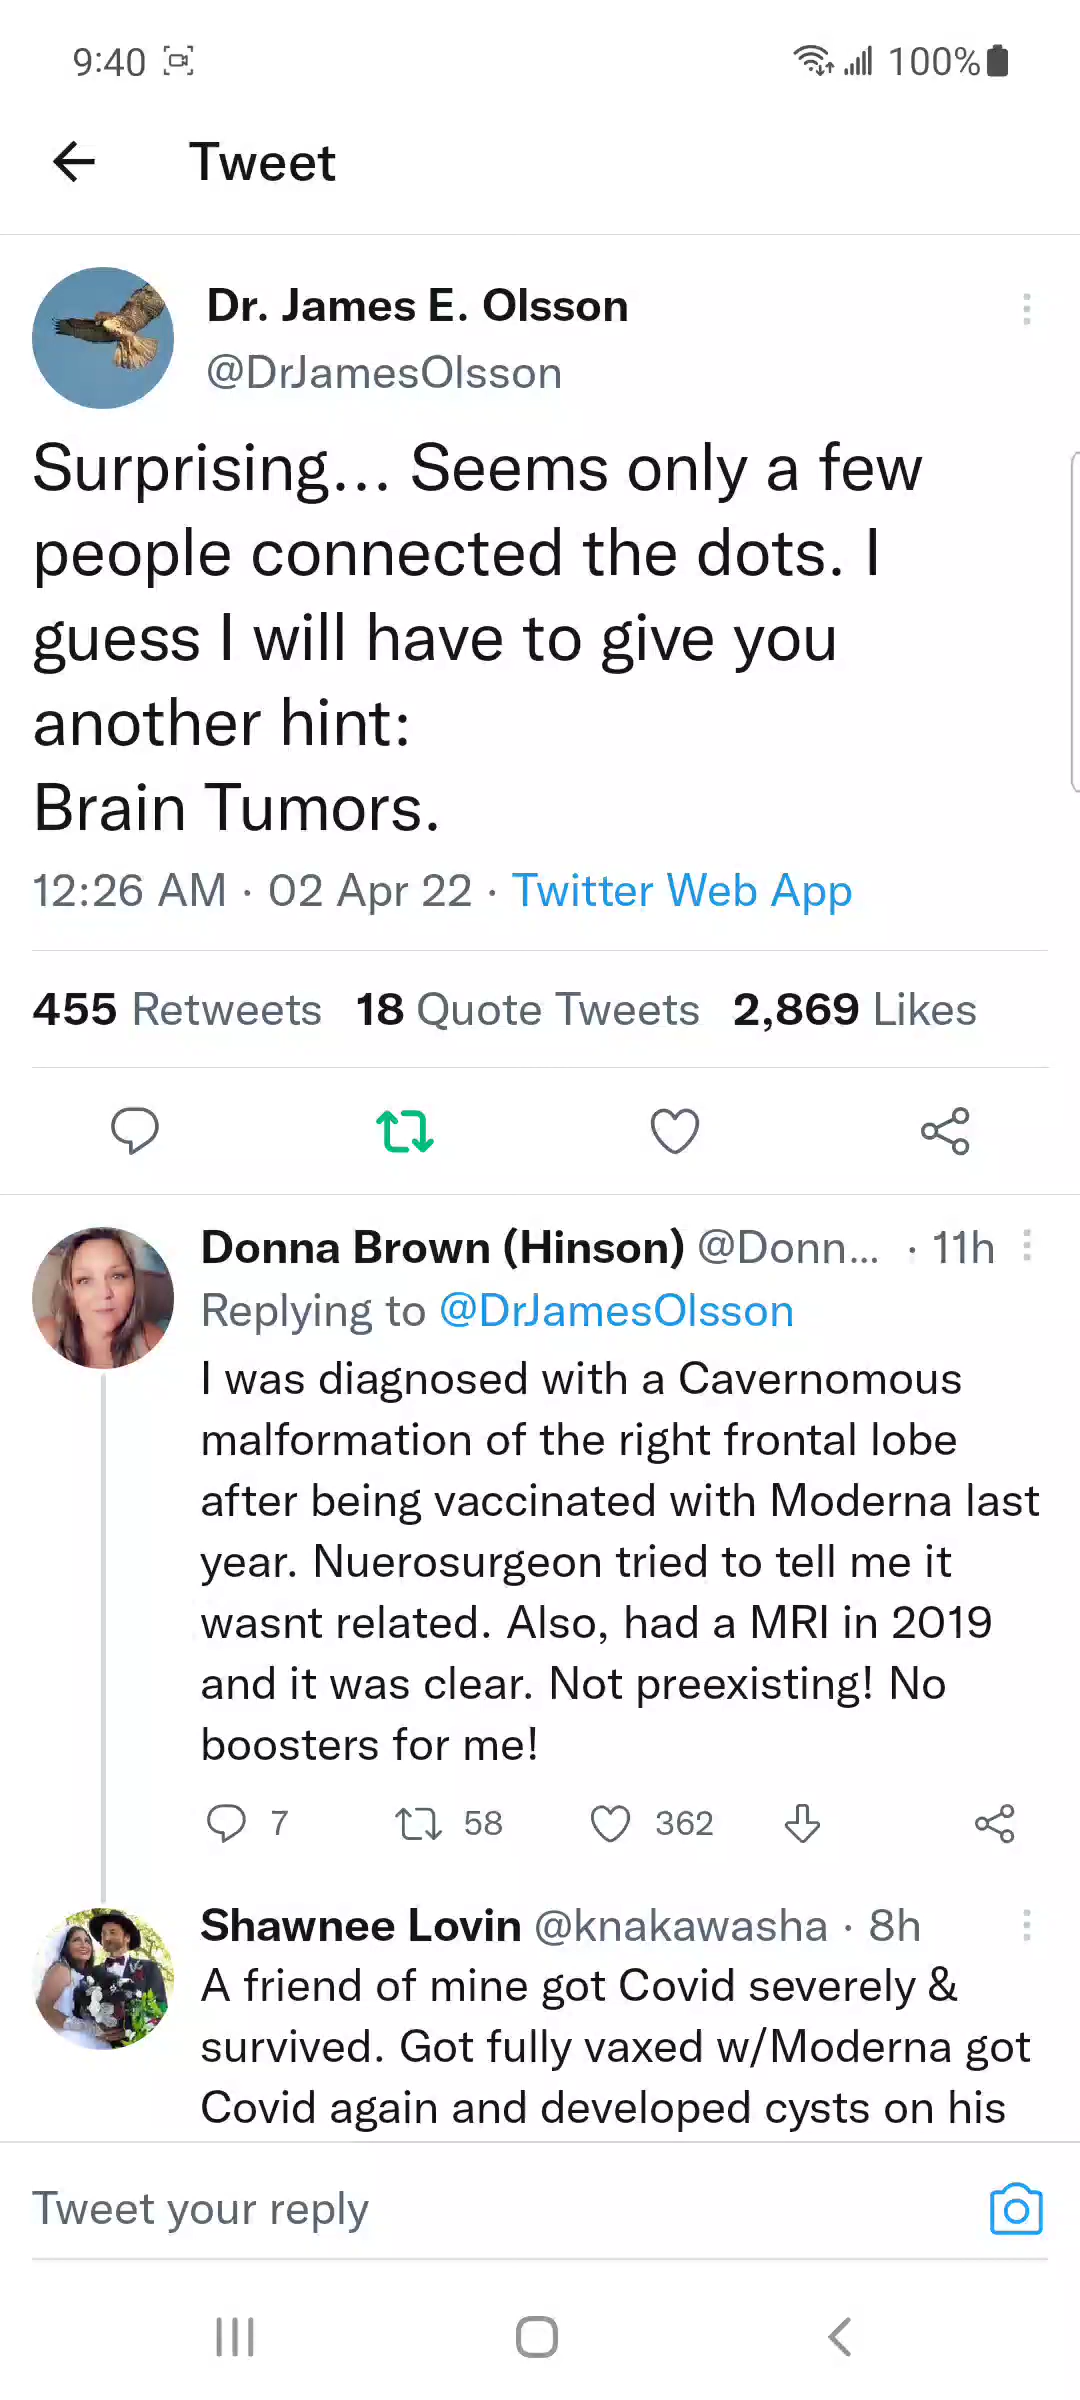 9:40 100%
Tweet
Dr. James E. Olsson
@DrJamesOlsson
Surprising... Seems only a few
people connected the dots. I
guess I will have to give you
another hint:
Brain Tumors.
12:26 AM · 02 Apr 22 · Twitter Web App
455 Retweets 18 Quote Tweets 2,869 Likes
Donna Brown (Hinson) @Donn... · 11h
Replying to @DrJamesOlsson
I was diagnosed with a Cavernomous
malformation of the right frontal lobe
after being vaccinated with Moderna last
year. Nuerosurgeon tried to tell me it
wasnt related. Also, had a MRI in 2019
and it was clear. Not preexisting! No
boosters for me!
7 58 362
Shawnee Lovin @knakawasha · 8h
A friend of mine got Covid severely &
survived. Got fully vaxed w/Moderna got
Covid again and developed cysts on his
Tweet your reply